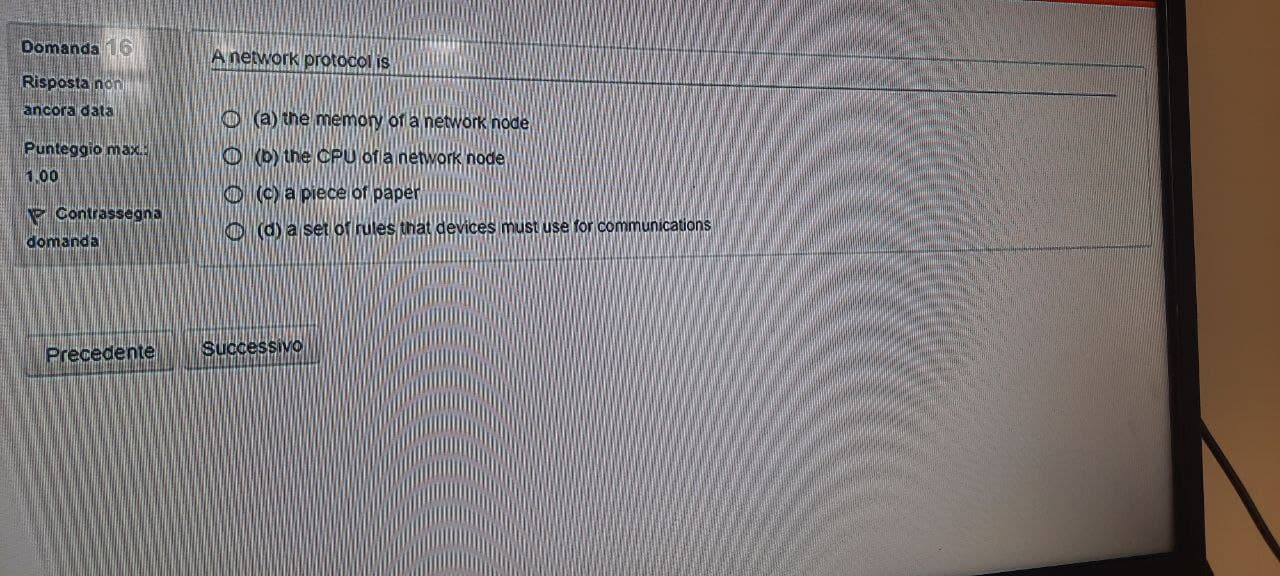 Domanda 16
Risposta non
ancora data
Punteggio max.:
1,00
Contrassegna
domanda
A network protocol is
(a) the memory of a network node
(b) the CPU of a network node
(c) a piece of paper
(d) a set of rules that devices must use for communications
Precedente
Successivo